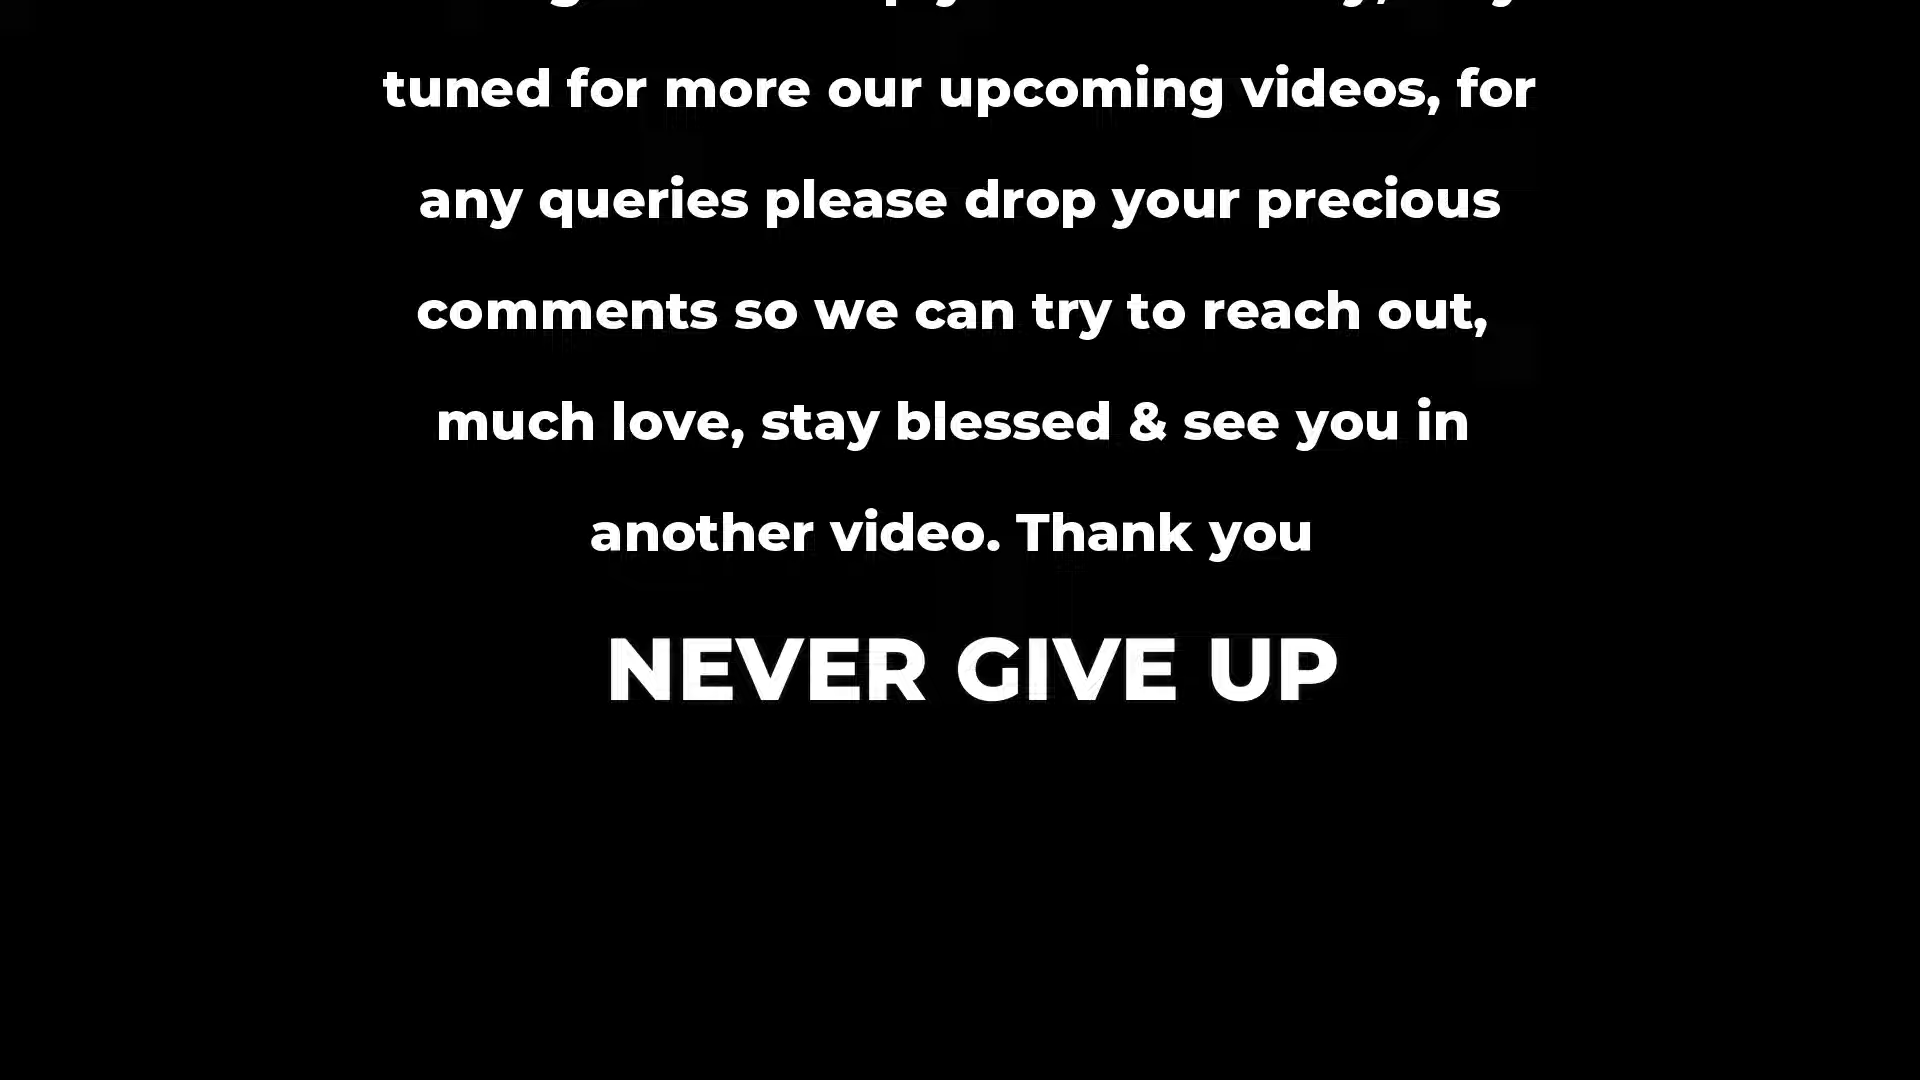 tuned for more our upcoming videos, for
any queries please drop your precious
comments so we can try to reach out,
much love, stay blessed & see you in
another video. Thank you
NEVER GIVE UP